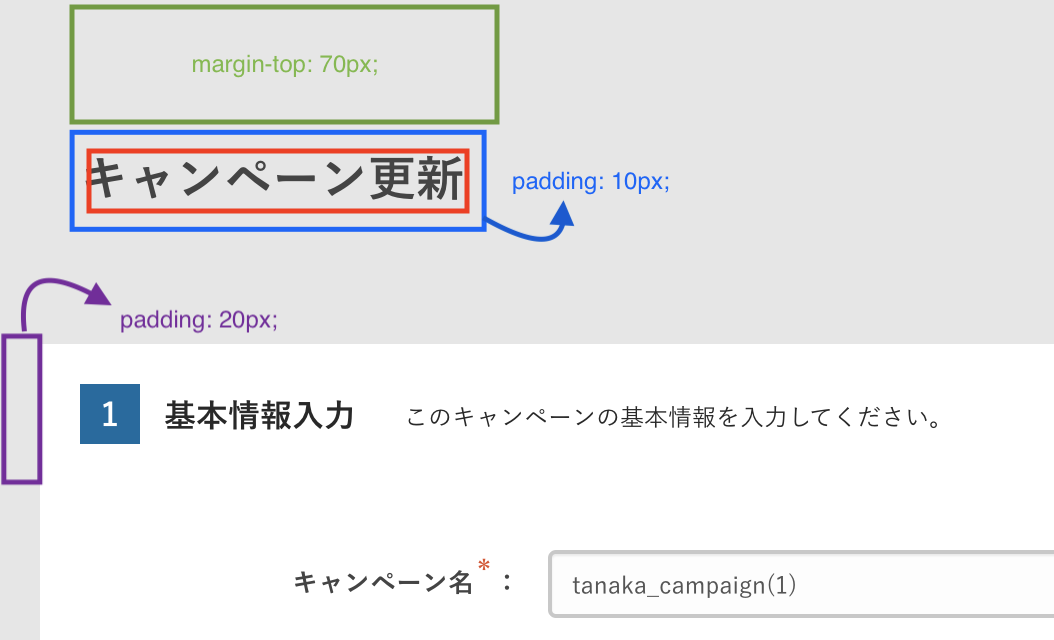 margin-top: 70px;
キャンペーン更新
padding: 10px;
padding: 20px;
1 基本情報入力 このキャンペーンの基本情報を入力してください。
キャンペーン名*： tanaka_campaign(1)